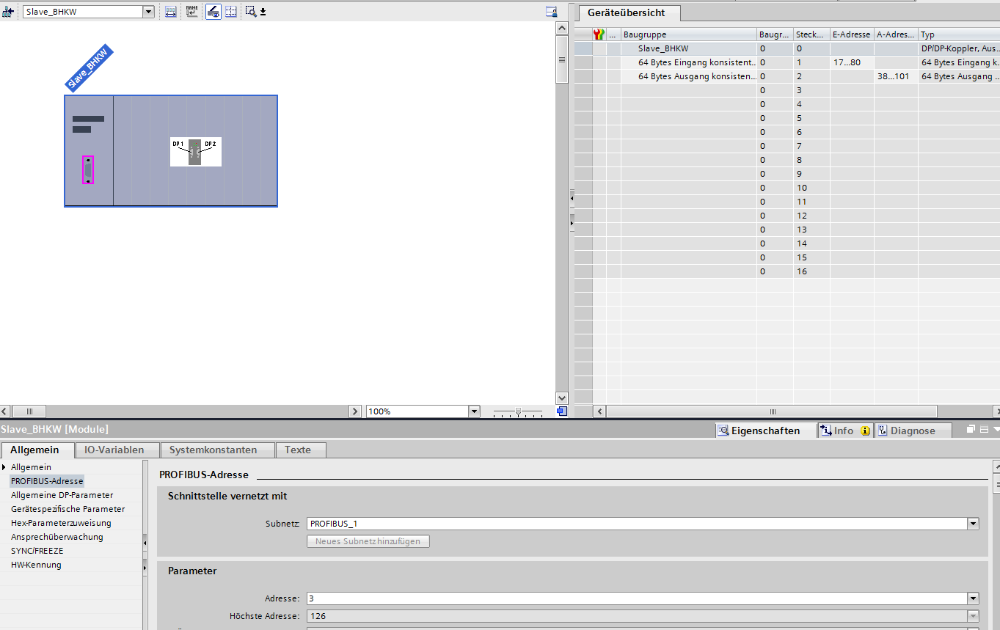 Slave_BHKW
Slave_BHKW
DP1 DP2
100%
Geräteübersicht
... Baugruppe Baugr... Steck... E-Adresse A-Adres... Typ
Slave_BHKW 0 0 DP/DP-Koppler, Aus...
64 Bytes Eingang konsistent... 0 1 17...80 64 Bytes Eingang k...
64 Bytes Ausgang konsisten... 0 2 38...101 64 Bytes Ausgang ...
0 3
0 4
0 5
0 6
0 7
0 8
0 9
0 10
0 11
0 12
0 13
0 14
0 15
0 16
Slave_BHKW [Module]
Eigenschaften Info Diagnose
Allgemein IO-Variablen Systemkonstanten Texte
Allgemein
PROFIBUS-Adresse
Allgemeine DP-Parameter
Gerätespezifische Parameter
Hex-Parameterzuweisung
Ansprechüberwachung
SYNC/FREEZE
HW-Kennung
PROFIBUS-Adresse
Schnittstelle vernetzt mit
Subnetz: PROFIBUS_1
Neues Subnetz hinzufügen
Parameter
Adresse: 3
Höchste Adresse: 126